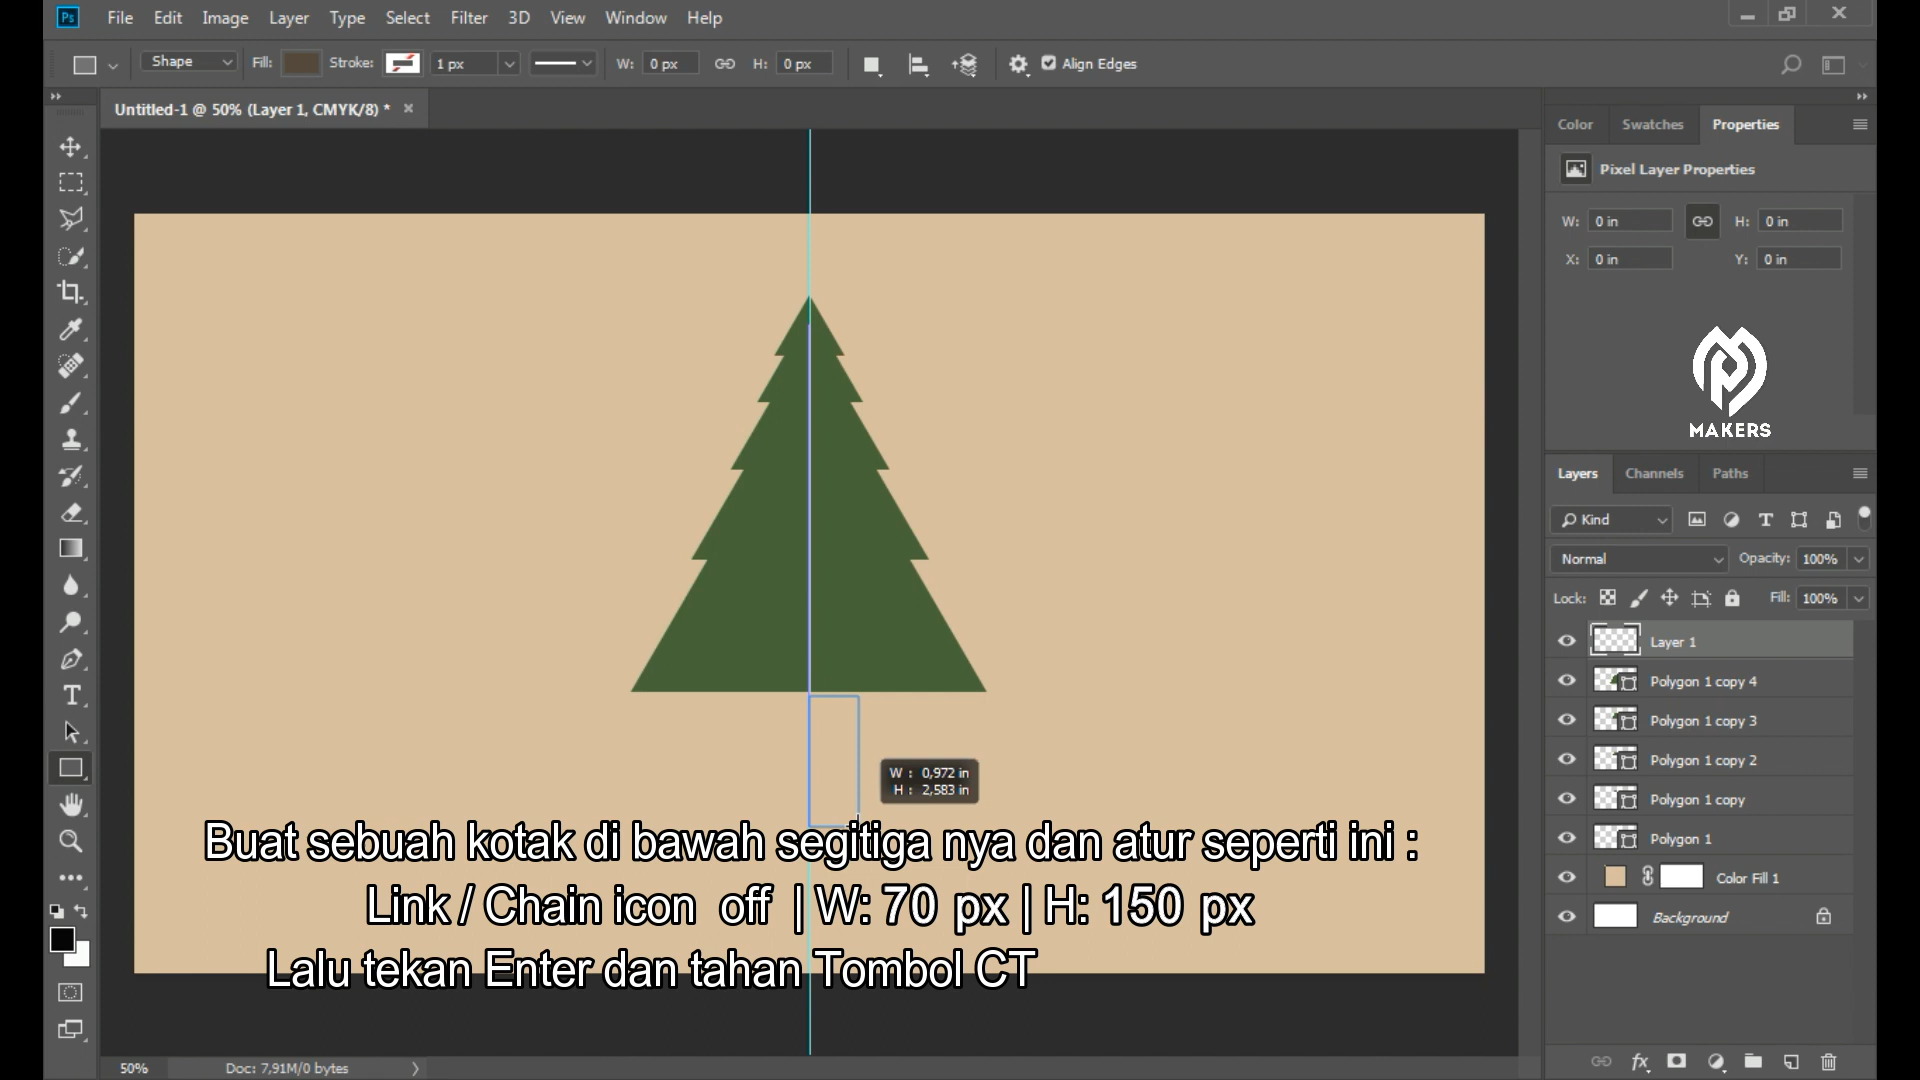 Ps File Edit Image Layer Type Select Filter 3D View Window Help
Shape Fill: Stroke: 1 px W: 0 px H: 0 px Align Edges
Untitled-1 @ 50% (Layer 1, CMYK/8) *
Color Swatches Properties
Pixel Layer Properties
W: 0 in H: 0 in
X: 0 in Y: 0 in
MAKERS
Layers Channels Paths
Kind
Normal Opacity: 100%
Lock: Fill: 100%
Layer 1
Polygon 1 copy 4
Polygon 1 copy 3
Polygon 1 copy 2
Polygon 1 copy
Polygon 1
Color Fill 1
Background
W : 0,972 in
H : 2,583 in
Buat sebuah kotak di bawah segitiga nya dan atur seperti ini :
Link / Chain icon off | W: 70 px | H: 150 px
Lalu tekan Enter dan tahan Tombol CT
50% Doc: 7,91M/0 bytes